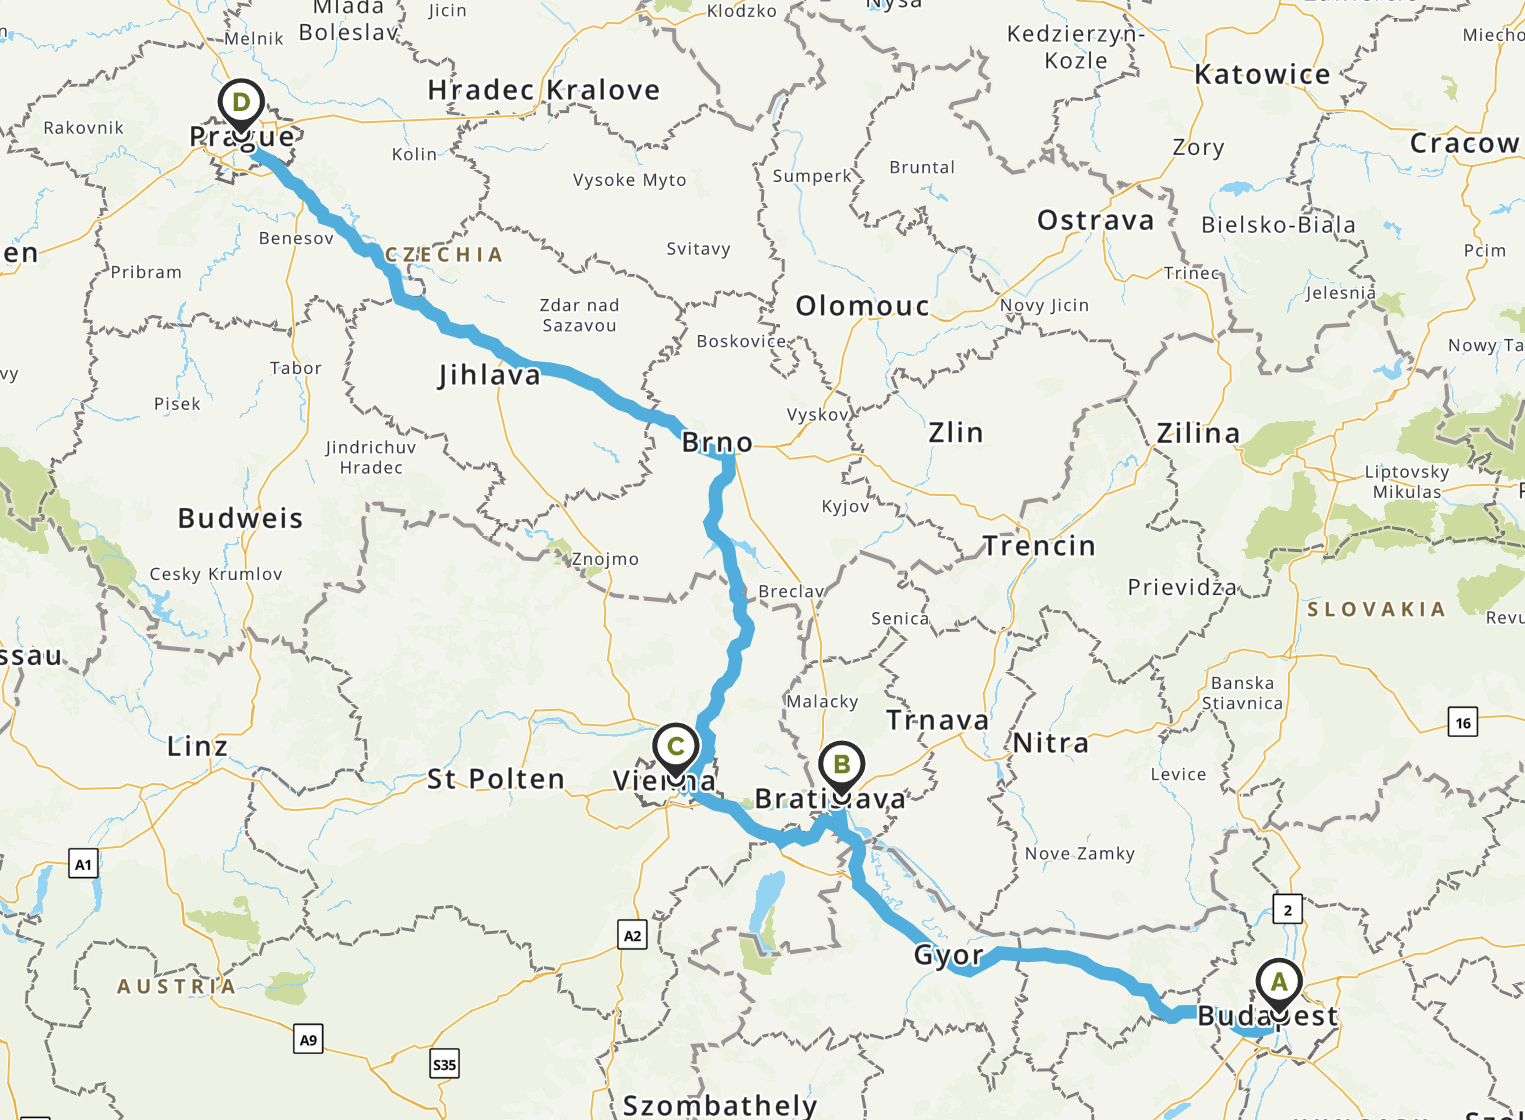 Mlada
Boleslav
Jicin
Klodzko
Nysa
Melnik
Kedzierzyn-
Kozle
Miecho
Katowice
Hradec Kralove
D
Prague
Rakovnik
Kolin
Zory
Cracow
Vysoke Myto
Sumperk
Bruntal
Ostrava
Bielsko-Biala
Benesov
CZECHIA
Svitavy
en
Pribram
Trinec
Pcim
Jelesnia
Zdar nad
Sazavou
Olomouc
Novy Jicin
Boskovice
Nowy Ta
Tabor
Jihlava
vy
Pisek
Vyskov
Zlin
Zilina
Brno
Jindrichuv
Hradec
Liptovsky
Mikulas
Kyjov
Budweis
Trencin
Znojmo
Cesky Krumlov
Breclav
Prievidza
SLOVAKIA
Senica
Revu
ssau
Banska
Stiavnica
Malacky
Trnava
16
Linz
C
Nitra
St Polten
Vienna
B
Bratislava
Levice
A1
Nove Zamky
2
A2
Gyor
AUSTRIA
A
Budapest
A9
S35
Szombathely